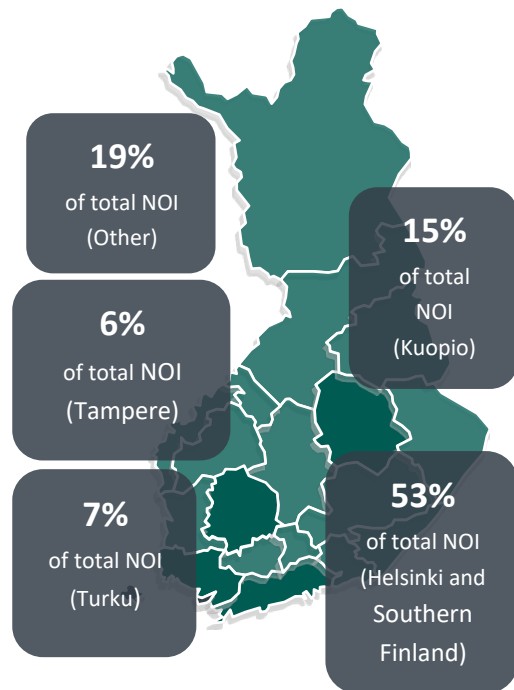 19%
of total NOI
(Other)
15%
of total
NOI
(Kuopio)
6%
of total NOI
(Tampere)
7%
of total NOI
(Turku)
53%
of total NOI
(Helsinki and
Southern
Finland)